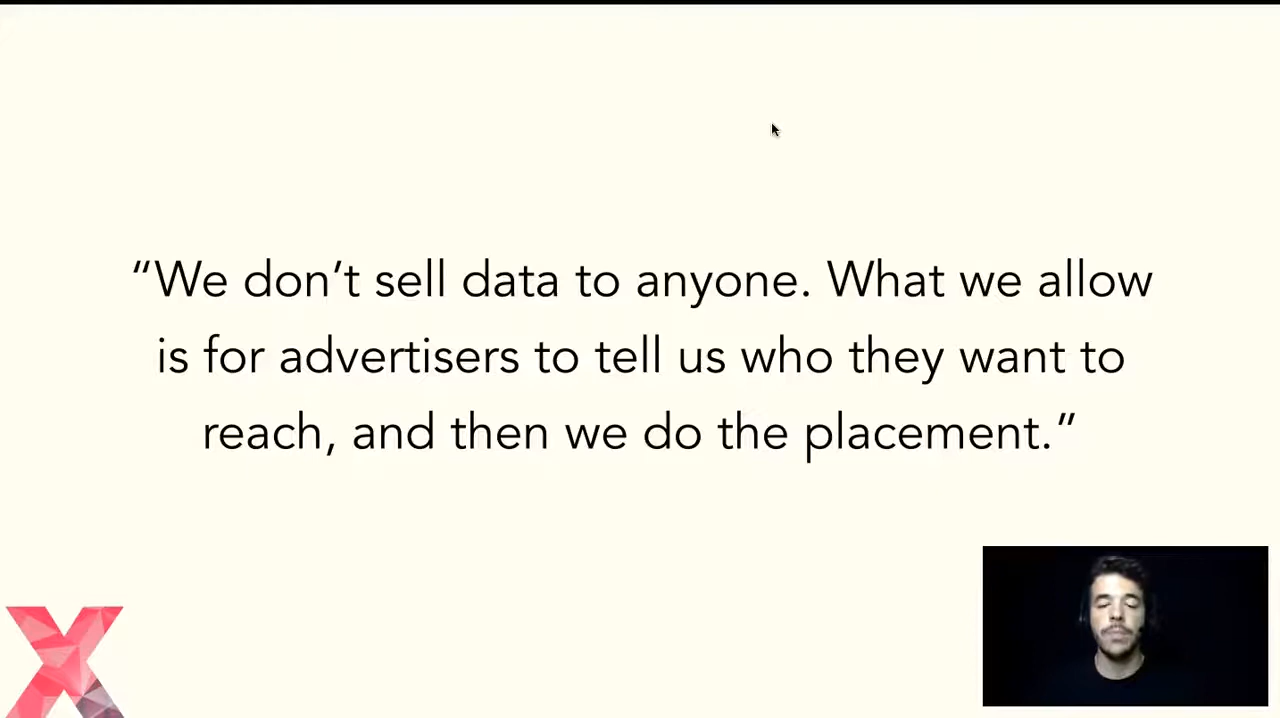 “We don’t sell data to anyone. What we allow
is for advertisers to tell us who they want to
reach, and then we do the placement.”
X